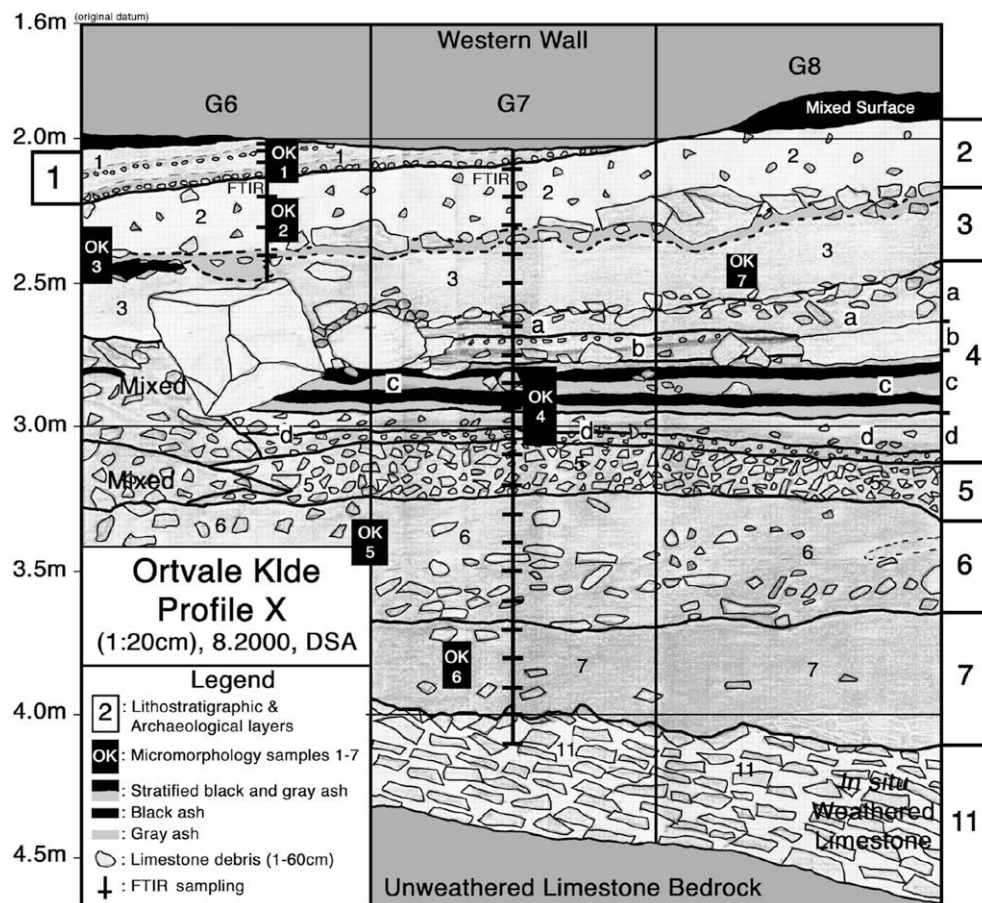 1.6m (original datum)
Western Wall
G6
G7
G8
Mixed Surface
2.0m
1
1
1
OK 1
FTIR
FTIR
2
2
2
2
OK 2
OK 3
3
2.5m
3
3
3
OK 7
a
a
a
b
b
4
Mixed
c
c
c
OK 4
3.0m
d
d
d
d
Mixed
5
5
5
5
6
OK 5
6
6
6
3.5m
Ortvale Klde
Profile X
(1:20cm), 8.2000, DSA
OK 6
7
7
7
Legend
2 : Lithostratigraphic & Archaeological layers
OK : Micromorphology samples 1-7
: Stratified black and gray ash
: Black ash
: Gray ash
: Limestone debris (1-60cm)
: FTIR sampling
4.0m
11
11
In situ
Weathered
Limestone
11
4.5m
Unweathered Limestone Bedrock